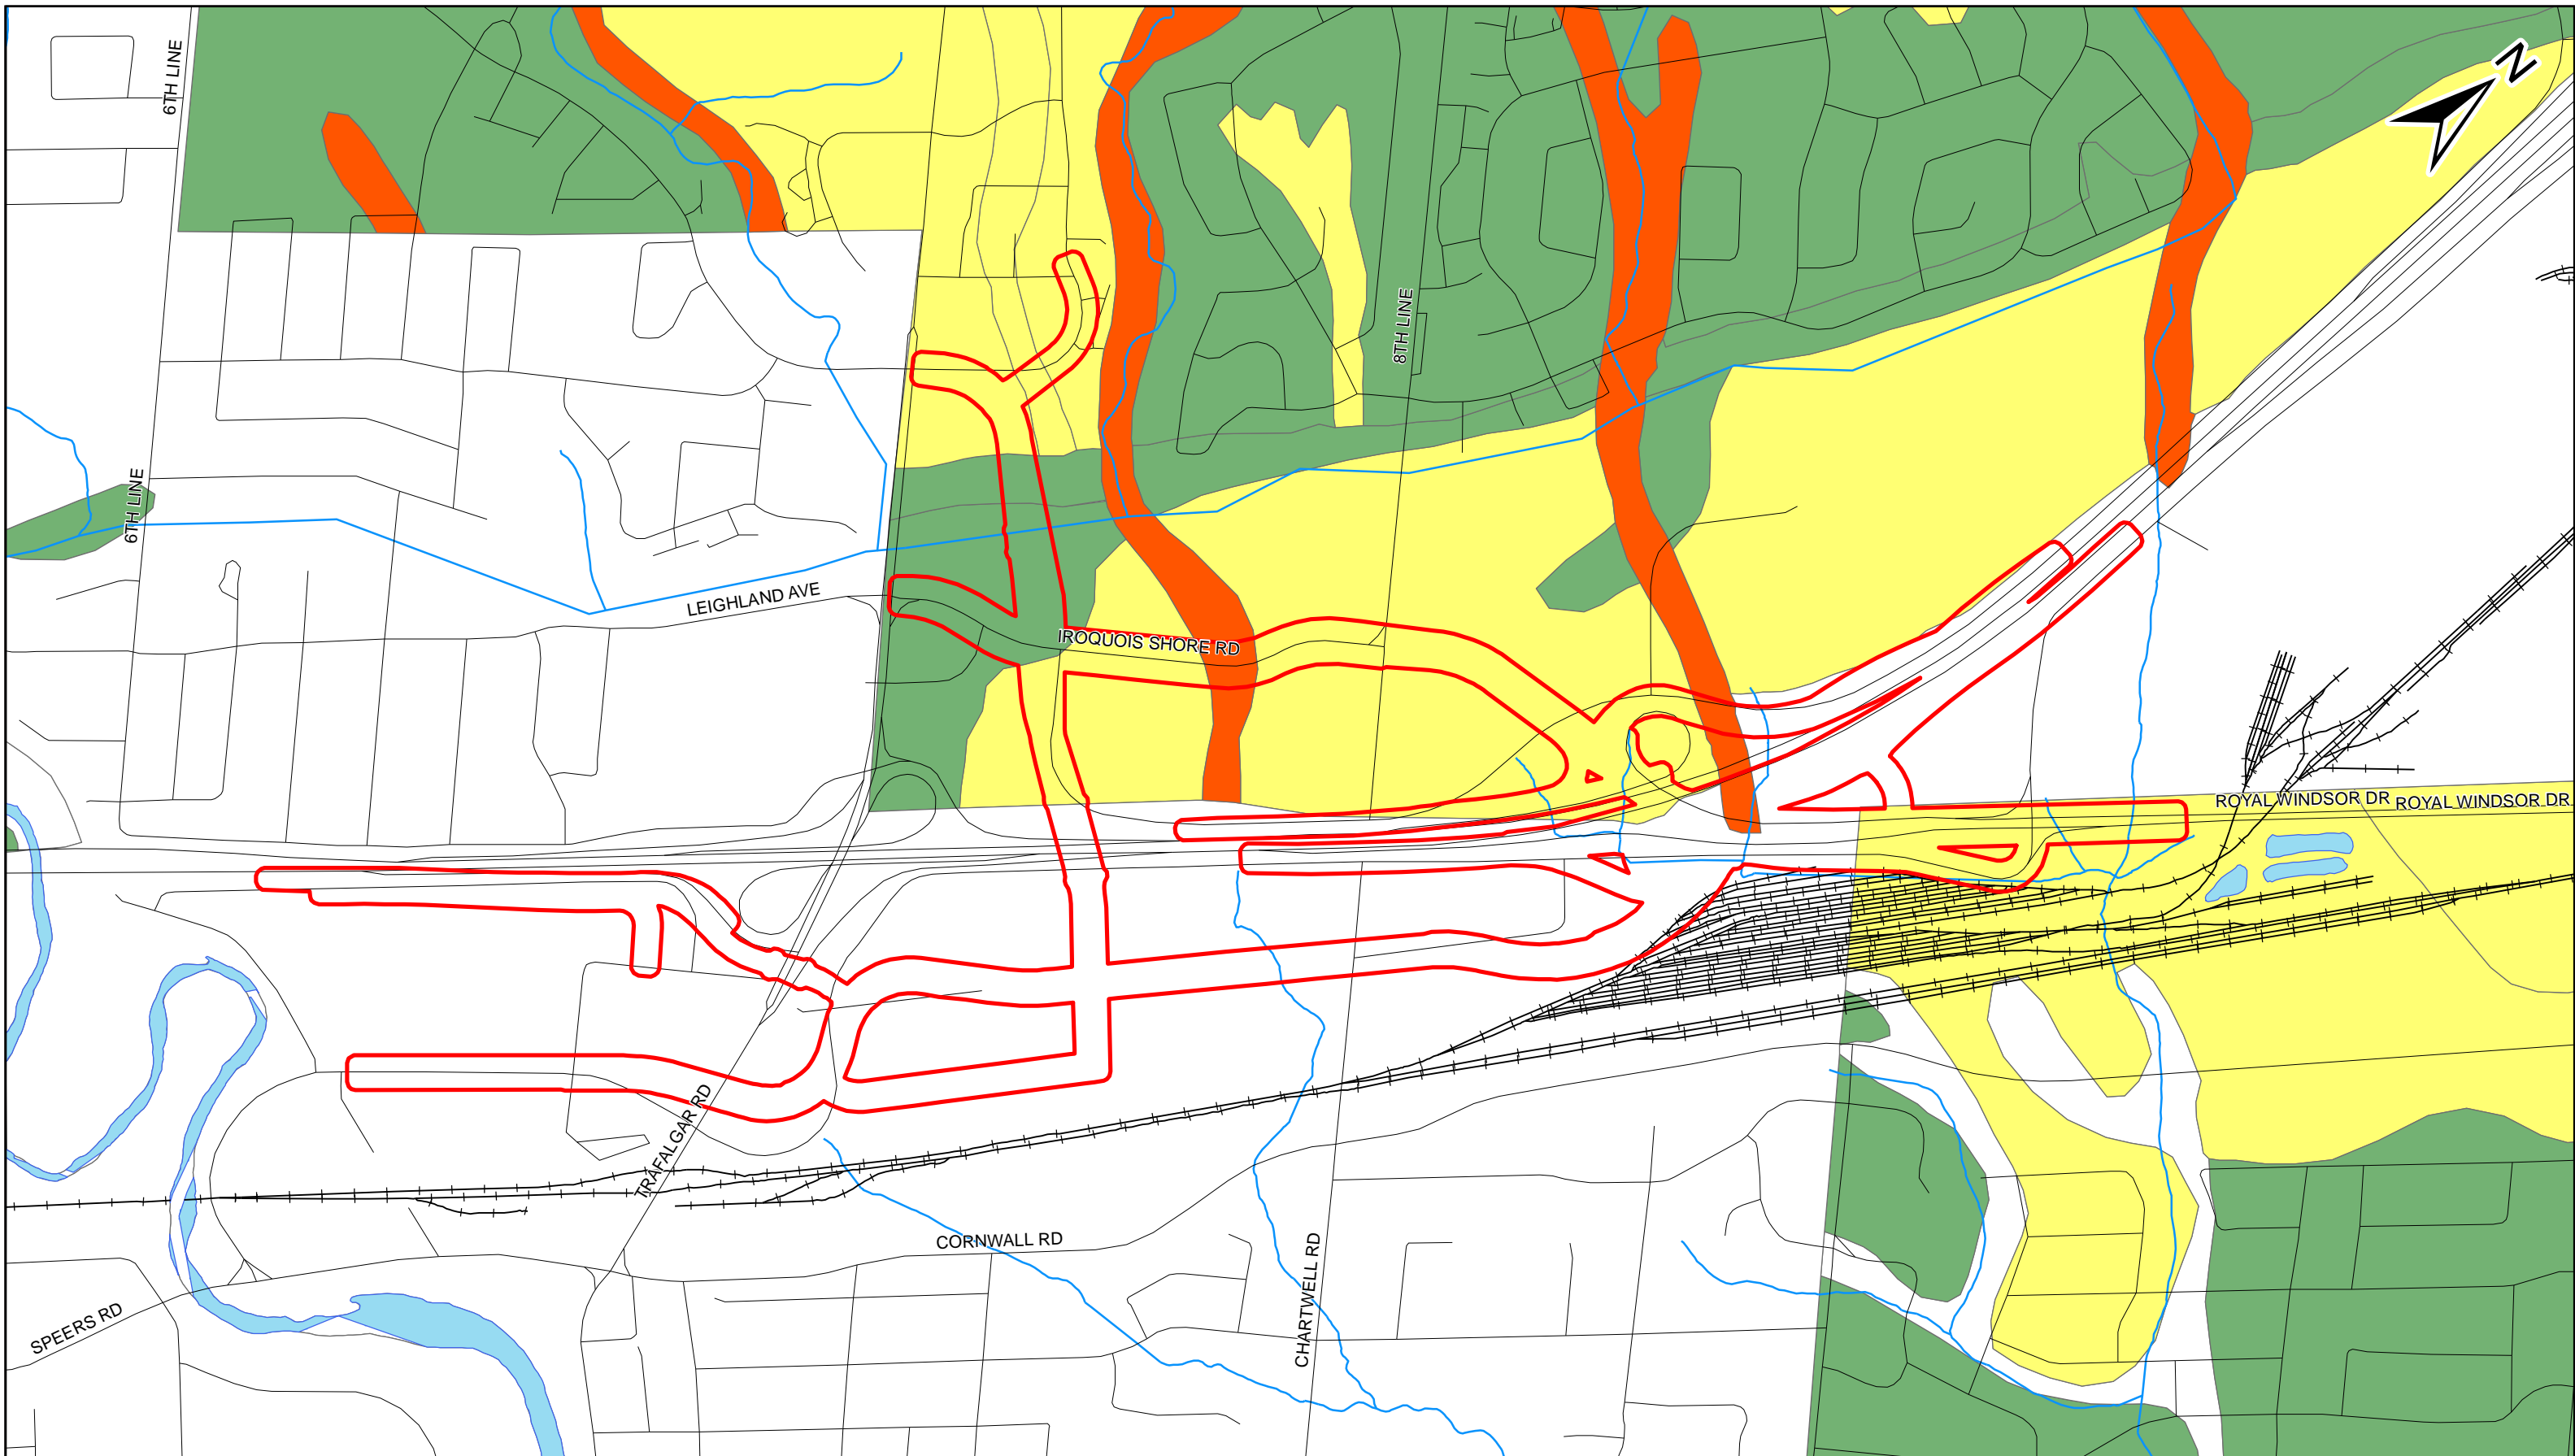 6TH LINE
N
8TH LINE
6TH LINE
LEIGHLAND AVE
IROQUOIS SHORE RD
ROYAL WINDSOR DR
ROYAL WINDSOR DR
TRAFALGAR RD
CORNWALL RD
CHARTWELL RD
SPEERS RD